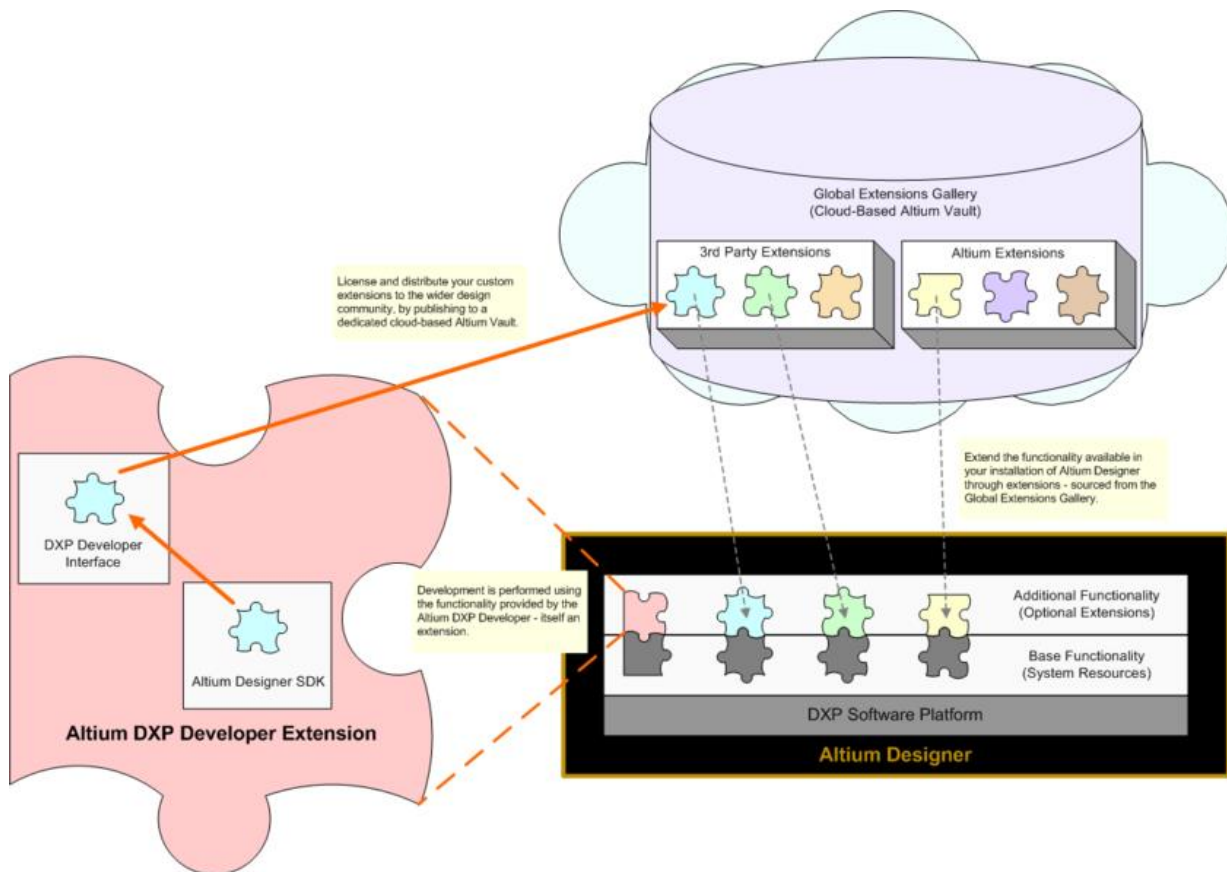 Global Extensions Gallery
(Cloud-Based Altium Vault)
3rd Party Extensions
Altium Extensions
License and distribute your custom
extensions to the wider design
community, by publishing to a
dedicated cloud-based Altium Vault.
Extend the functionality available in
your installation of Altium Designer
through extensions - sourced from the
Global Extensions Gallery.
DXP Developer
Interface
Altium Designer SDK
Altium DXP Developer Extension
Development is performed using
the functionality provided by the
Altium DXP Developer - itself an
extension.
Additional Functionality
(Optional Extensions)
Base Functionality
(System Resources)
DXP Software Platform
Altium Designer